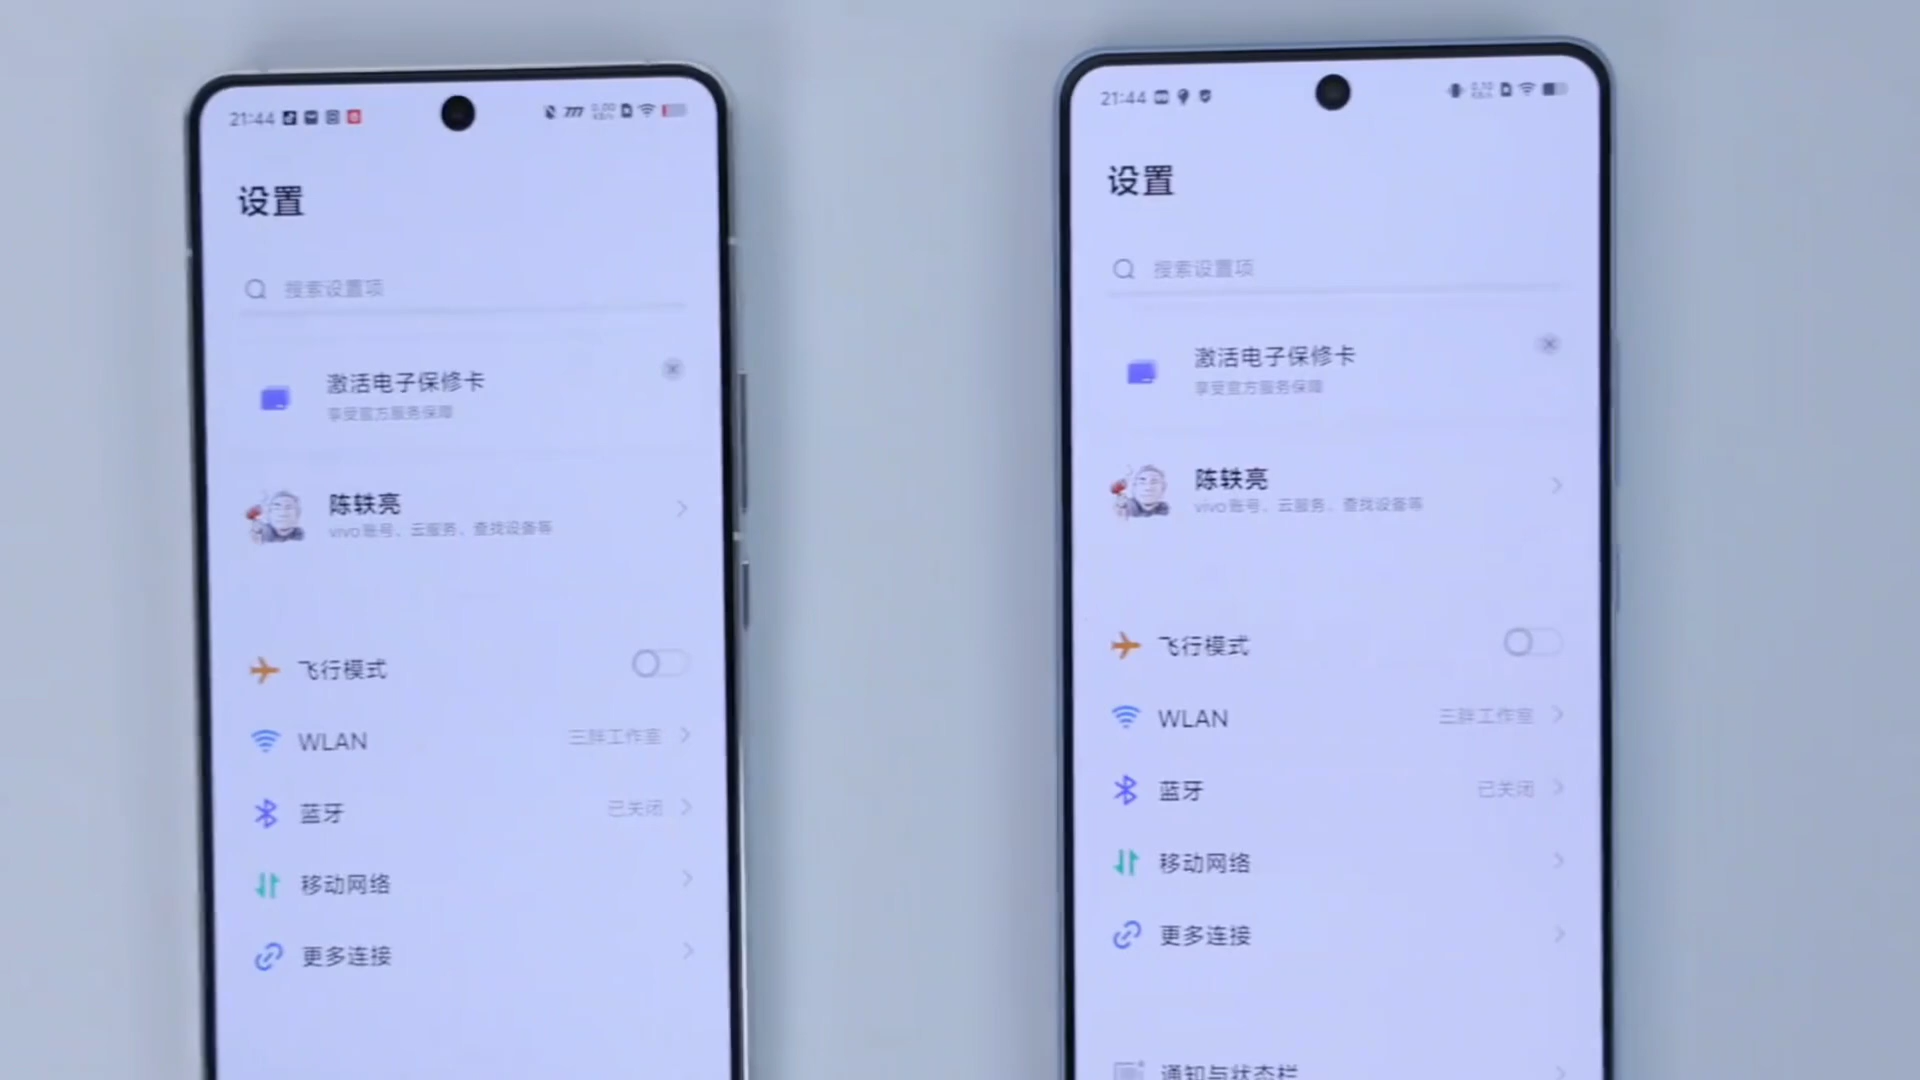 21:44
设置
搜索设置项
激活电子保修卡
享受官方服务保障
陈轶亮
vivo账号、云服务、查找设备等
飞行模式
WLAN
三胖工作室
蓝牙
已关闭
移动网络
更多连接
21:44
设置
搜索设置项
激活电子保修卡
享受官方服务保障
陈轶亮
vivo账号、云服务、查找设备等
飞行模式
WLAN
三胖工作室
蓝牙
已关闭
移动网络
更多连接
通知与状态栏